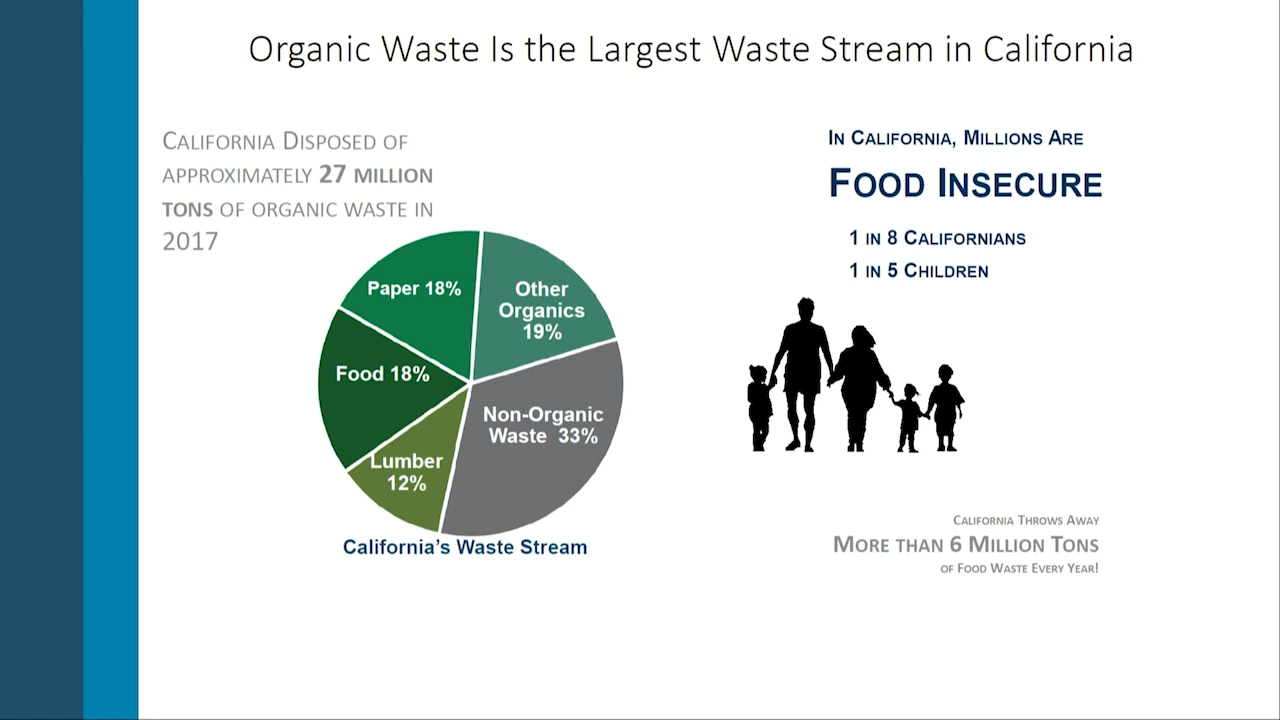 Organic Waste Is the Largest Waste Stream in California
California Disposed of
approximately 27 million
tons of organic waste in
2017
Paper 18%
Other
Organics
19%
Food 18%
Non-Organic
Waste 33%
Lumber
12%
California's Waste Stream
In California, Millions Are
Food Insecure
1 in 8 Californians
1 in 5 Children
California Throws Away
More than 6 Million Tons
of Food Waste Every Year!